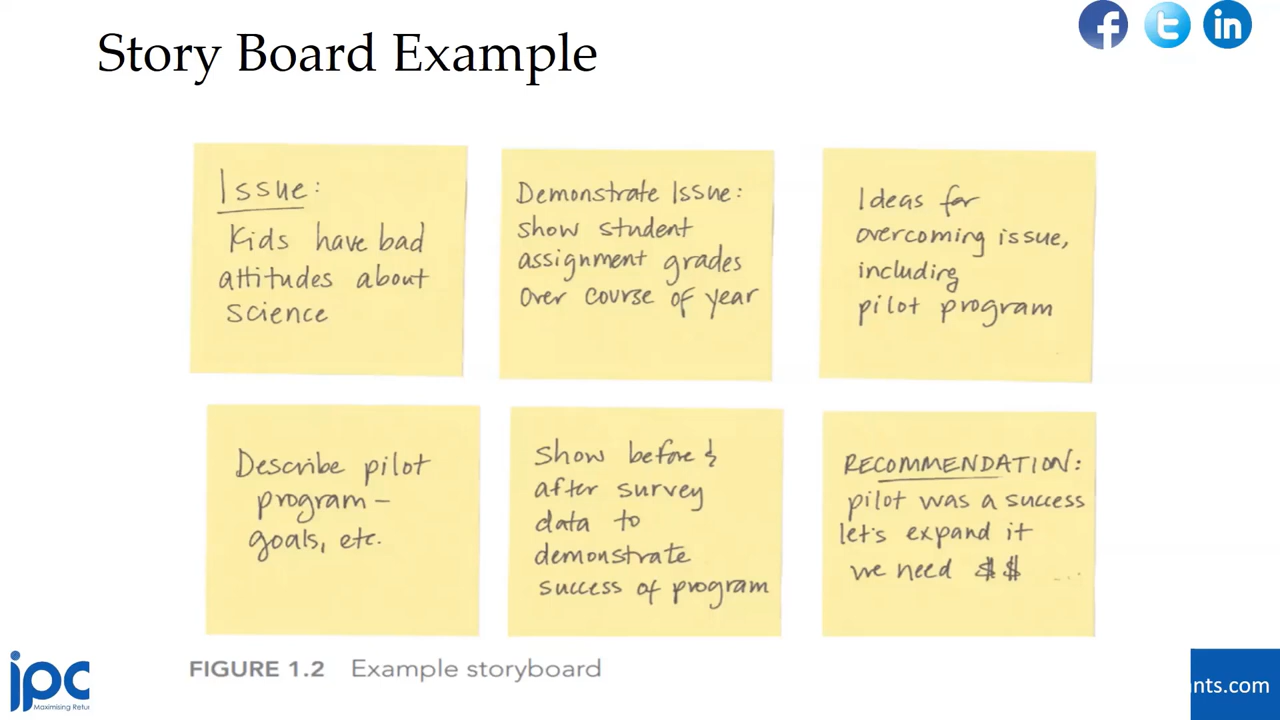 Story Board Example
Issue:
Kids have bad
attitudes about
science
Demonstrate Issue:
show student
assignment grades
over course of year
Ideas for
overcoming issue,
including
pilot program
Describe pilot
program -
goals, etc.
Show before &
after survey
data to
demonstrate
success of program
RECOMMENDATION:
pilot was a success
let's expand it
we need $$
FIGURE 1.2 Example storyboard
jpc
Maximising Retu
nts.com